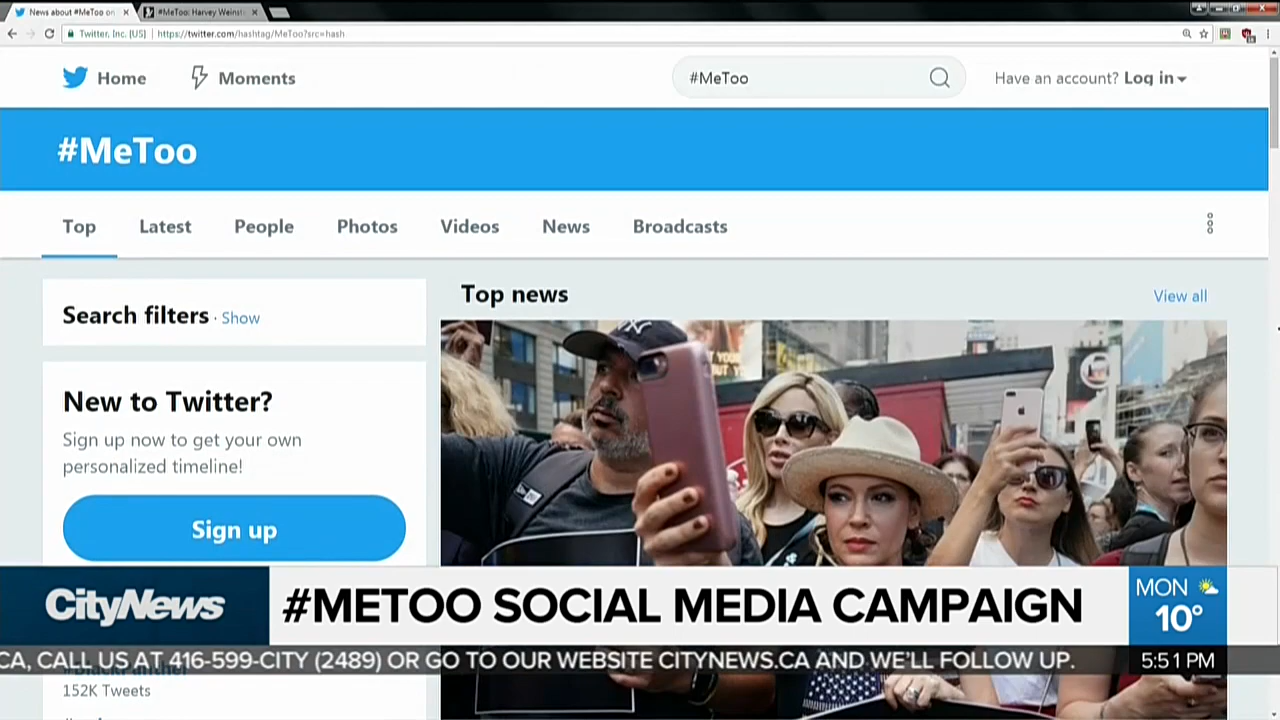 News about #MeToo on
#MeToo: Harvey Weinst
Twitter, Inc. [US] https://twitter.com/hashtag/MeToo?src=hash
Home Moments #MeToo Have an account? Log in
#MeToo
Top Latest People Photos Videos News Broadcasts
Search filters · Show
Top news View all
New to Twitter?
Sign up now to get your own
personalized timeline!
Sign up
CityNews #METOO SOCIAL MEDIA CAMPAIGN MON 10°
CA, CALL US AT 416-599-CITY (2489) OR GO TO OUR WEBSITE CITYNEWS.CA AND WE'LL FOLLOW UP. 5:51 PM
152K Tweets